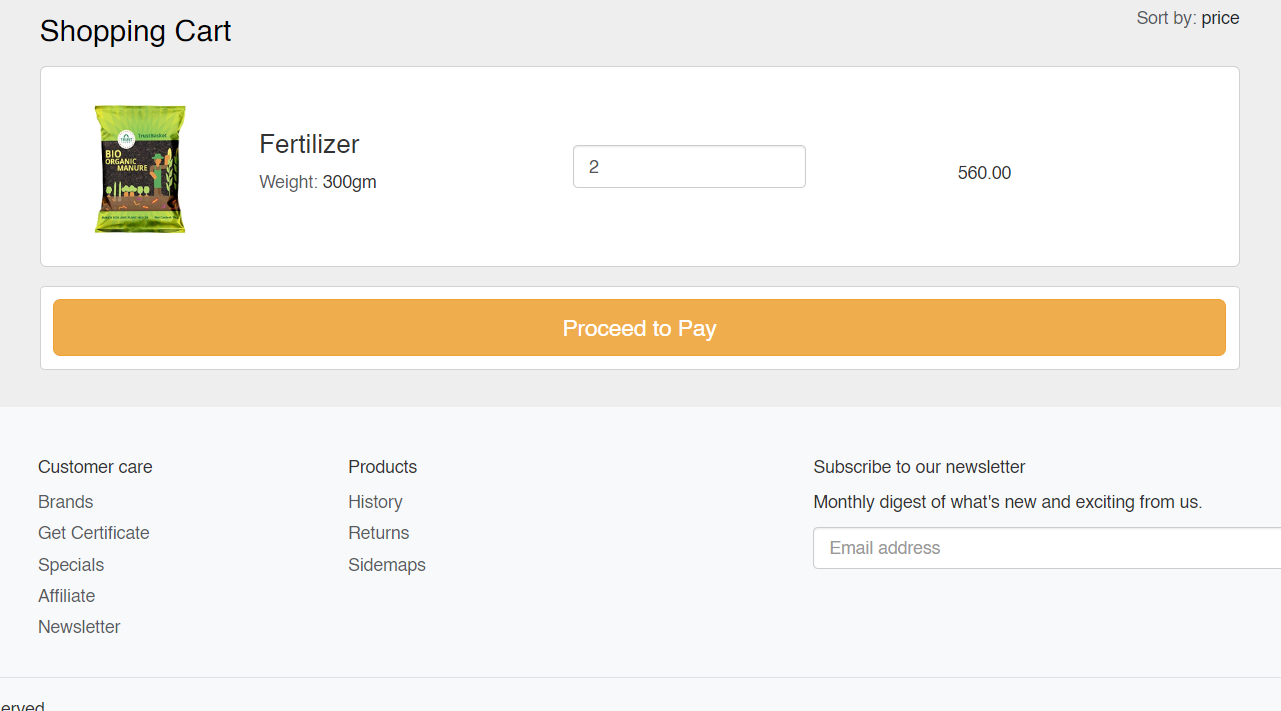 Shopping Cart
Sort by: price
TRUST
TrustBasket
BIO
ORGANIC
MANURE
Fertilizer
Weight: 300gm
2
560.00
Proceed to Pay
Customer care
Brands
Get Certificate
Specials
Affiliate
Newsletter
Products
History
Returns
Sidemaps
Subscribe to our newsletter
Monthly digest of what's new and exciting from us.
Email address
erved